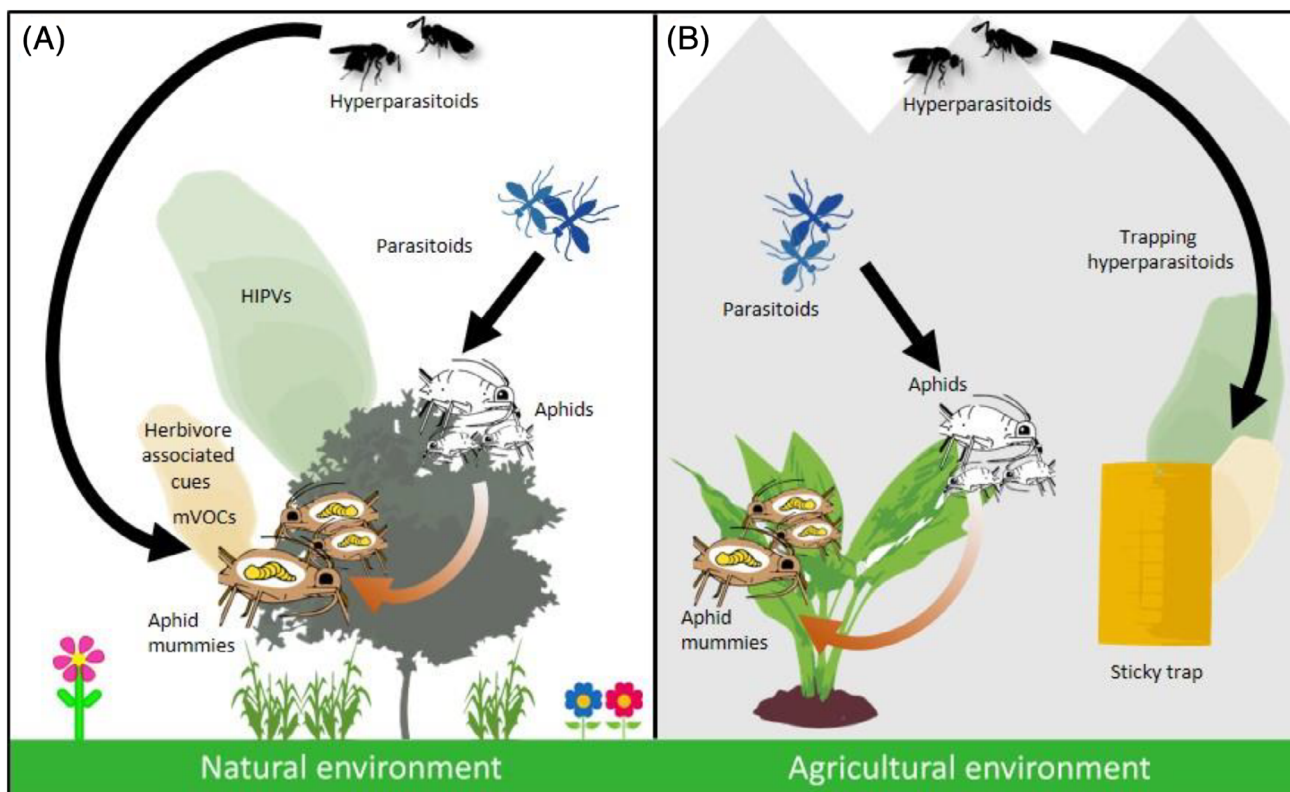 (A)
Hyperparasitoids
Parasitoids
HIPVs
Aphids
Herbivore
associated
cues
mVOCs
Aphid
mummies
Natural environment
(B)
Hyperparasitoids
Trapping
hyperparasitoids
Parasitoids
Aphids
Aphid
mummies
Sticky trap
Agricultural environment